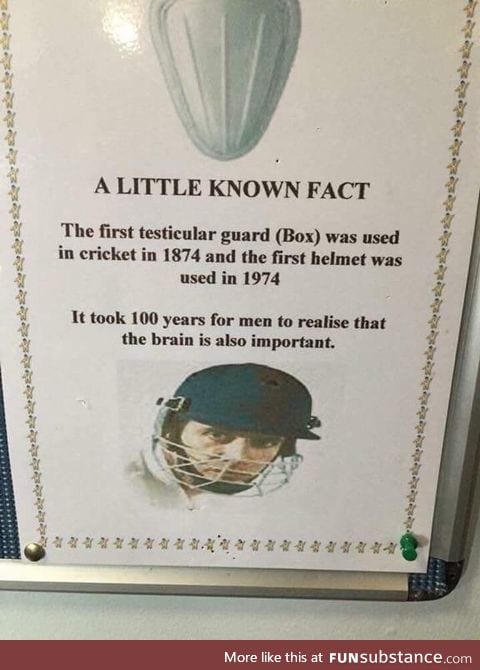 A LITTLE KNOWN FACT
The first testicular guard (Box) was used
in cricket in 1874 and the first helmet was
used in 1974
It took 100 years for men to realise that
the brain is also important.
More like this at FUNsubstance.com